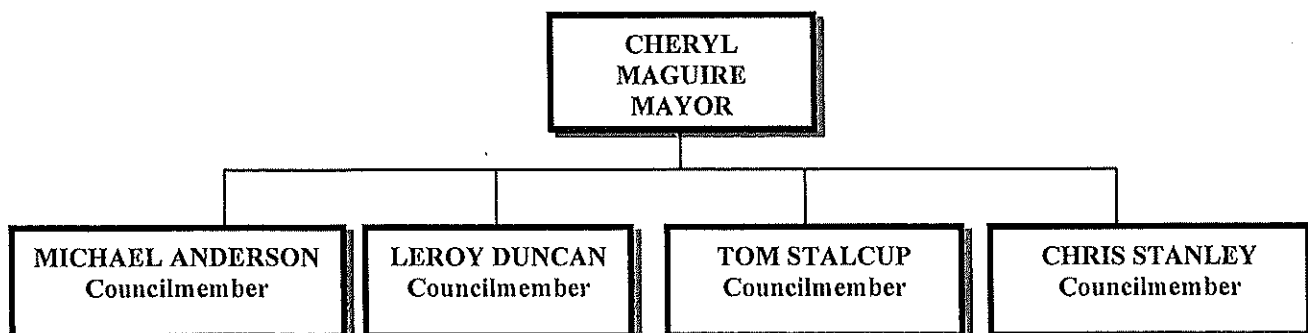 CHERYL
MAGUIRE
MAYOR
MICHAEL ANDERSON
Councilmember
LEROY DUNCAN
Councilmember
TOM STALCUP
Councilmember
CHRIS STANLEY
Councilmember